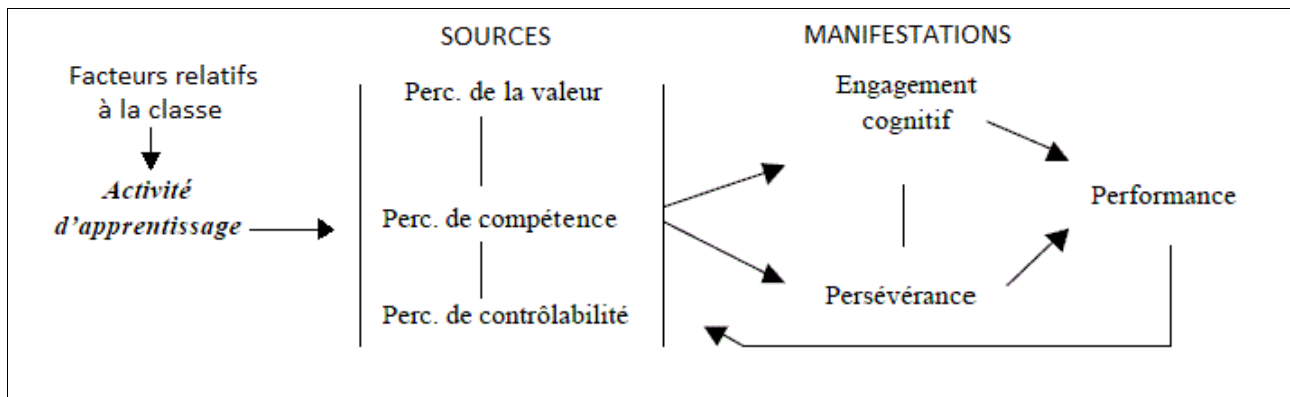 SOURCES
MANIFESTATIONS
Facteurs relatifs
à la classe
Activité
d'apprentissage
Perc. de la valeur
Perc. de compétence
Perc. de contrôlabilité
Engagement
cognitif
Persévérance
Performance